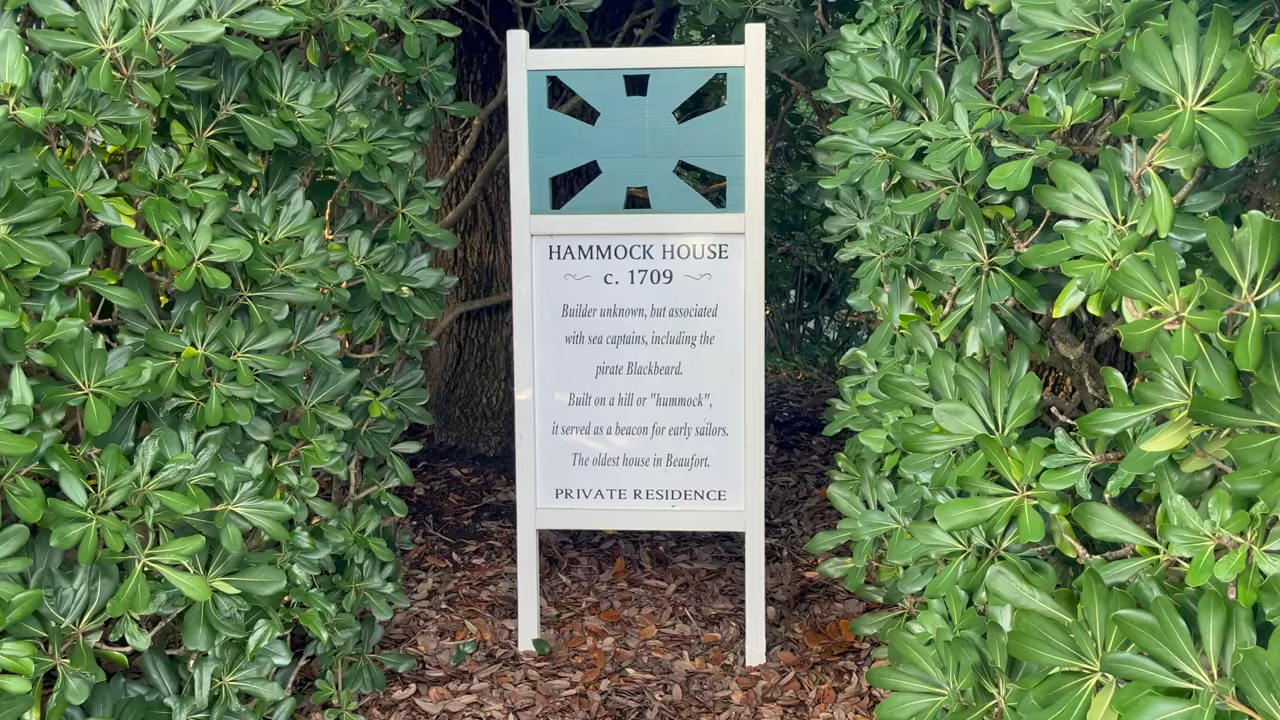 HAMMOCK HOUSE
c. 1709
Builder unknown, but associated
with sea captains, including the
pirate Blackbeard.
Built on a hill or "hummock",
it served as a beacon for early sailors.
The oldest house in Beaufort.
PRIVATE RESIDENCE